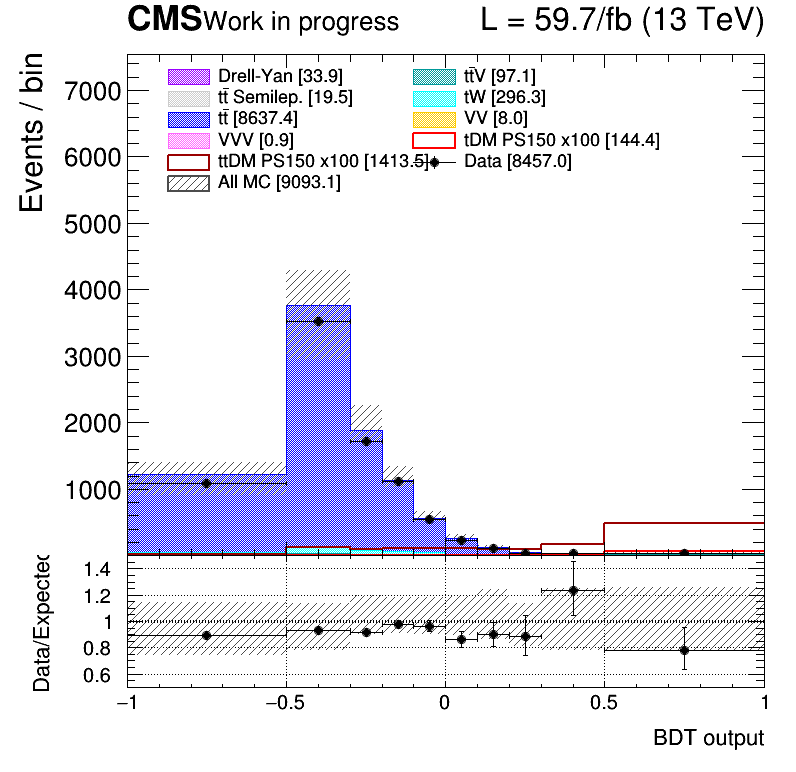 CMS Work in progress L = 59.7/fb (13 TeV)
Events / bin
Drell-Yan [33.9] tt̄V [97.1]
tt̄ Semilep. [19.5] tW [296.3]
tt̄ [8637.4] VV [8.0]
VVV [0.9] tDM PS150 x100 [144.4]
ttDM PS150 x100 [1413.5] Data [8457.0]
All MC [9093.1]
7000
6000
5000
4000
3000
2000
1000
Data/Expected
1.4
1.2
1
0.8
0.6
−1 −0.5 0 0.5 1
BDT output